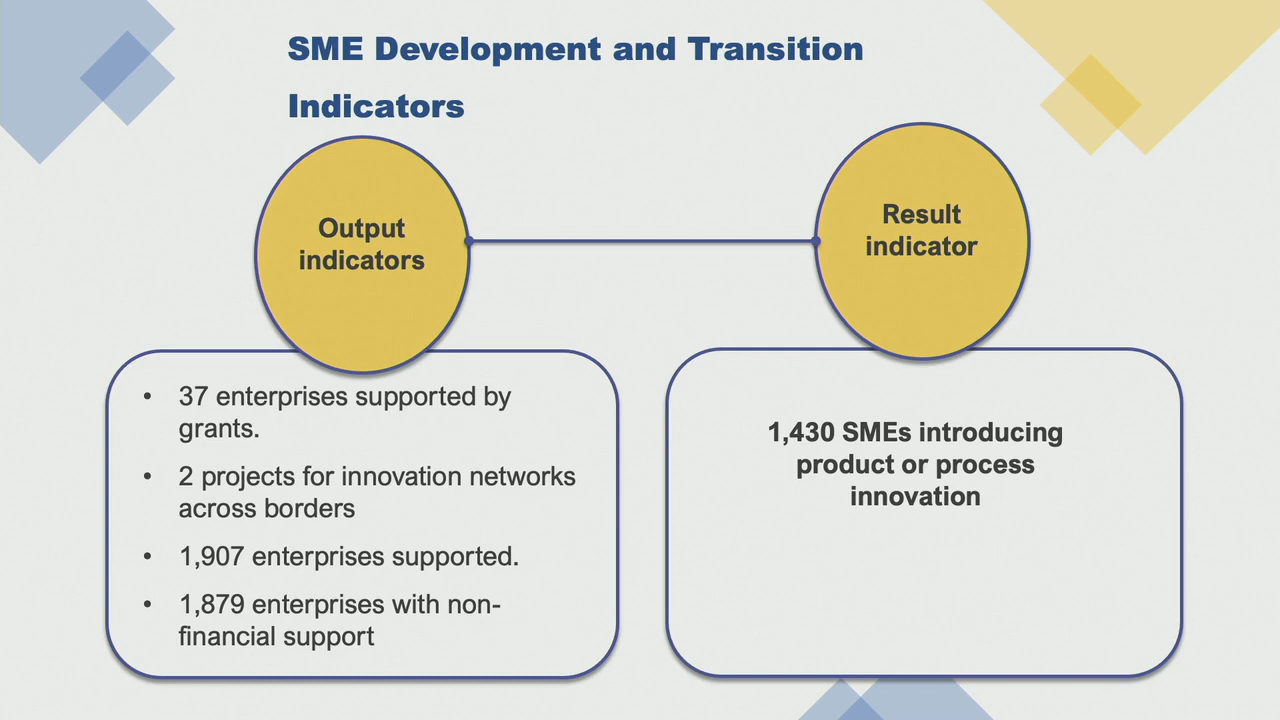 SME Development and Transition
Indicators
Output
indicators
Result
indicator
• 37 enterprises supported by
grants.
• 2 projects for innovation networks
across borders
• 1,907 enterprises supported.
• 1,879 enterprises with non-
financial support
1,430 SMEs introducing
product or process
innovation